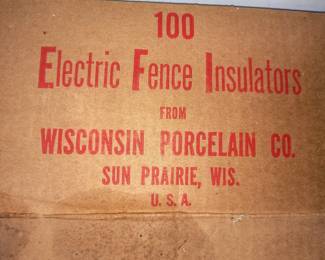 100
Electric Fence Insulators
FROM
WISCONSIN PORCELAIN CO.
SUN PRAIRIE, WIS.
U. S. A.